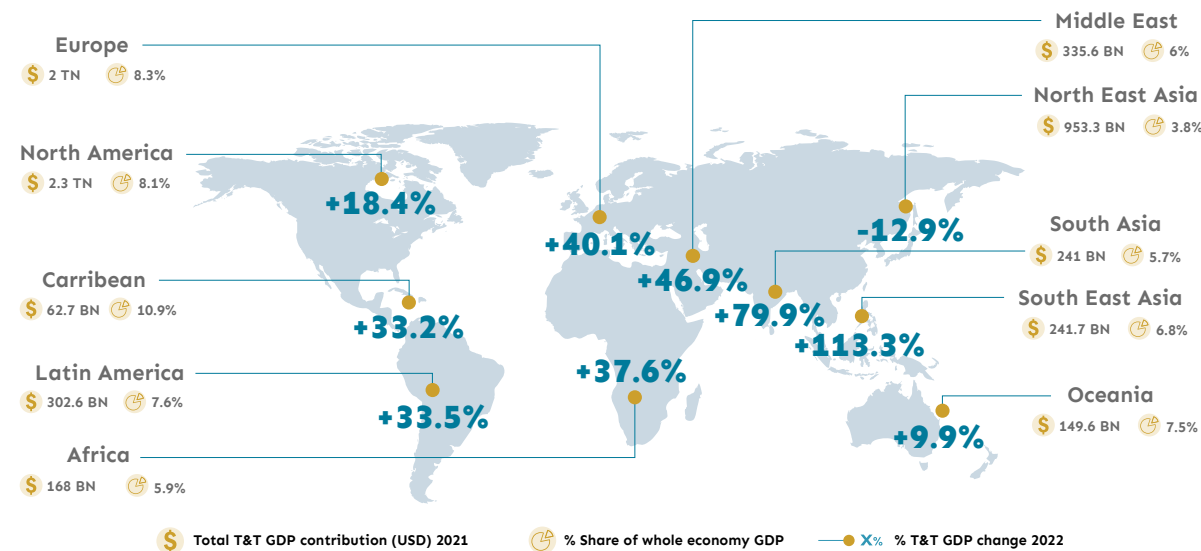 Europe
$ 2 TN 8.3%
North America
$ 2.3 TN 8.1%
Carribean
$ 62.7 BN 10.9%
Latin America
$ 302.6 BN 7.6%
Africa
$ 168 BN 5.9%
+18.4%
+33.2%
+33.5%
+40.1%
+37.6%
+46.9%
+79.9%
+113.3%
-12.9%
+9.9%
Middle East
$ 335.6 BN 6%
North East Asia
$ 953.3 BN 3.8%
South Asia
$ 241 BN 5.7%
South East Asia
$ 241.7 BN 6.8%
Oceania
$ 149.6 BN 7.5%
$ Total T&T GDP contribution (USD) 2021
% Share of whole economy GDP
X% % T&T GDP change 2022